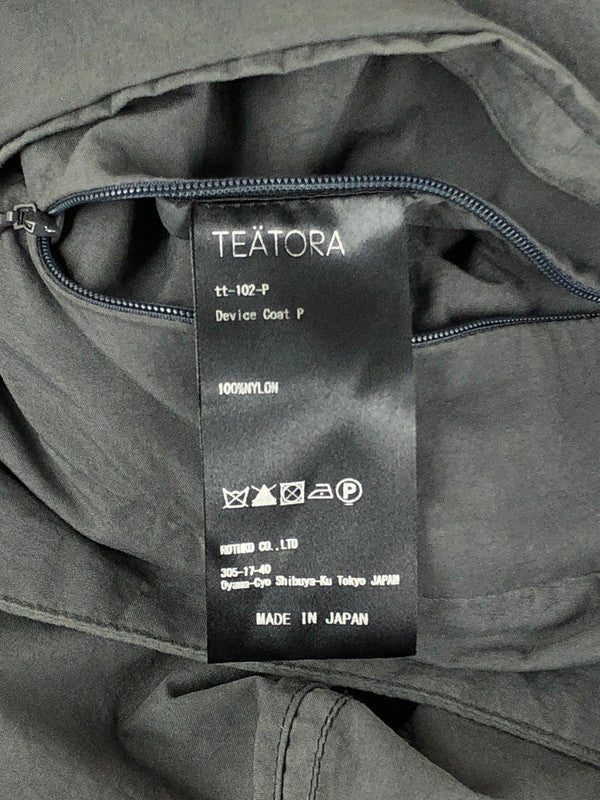 TEÄTORA
tt-102-P
Device Coat P
100%NYLON
P
ROTHKO CO.,LTD
305-17-40
Oyama-Cyo Shibuya-Ku Tokyo JAPAN
MADE IN JAPAN